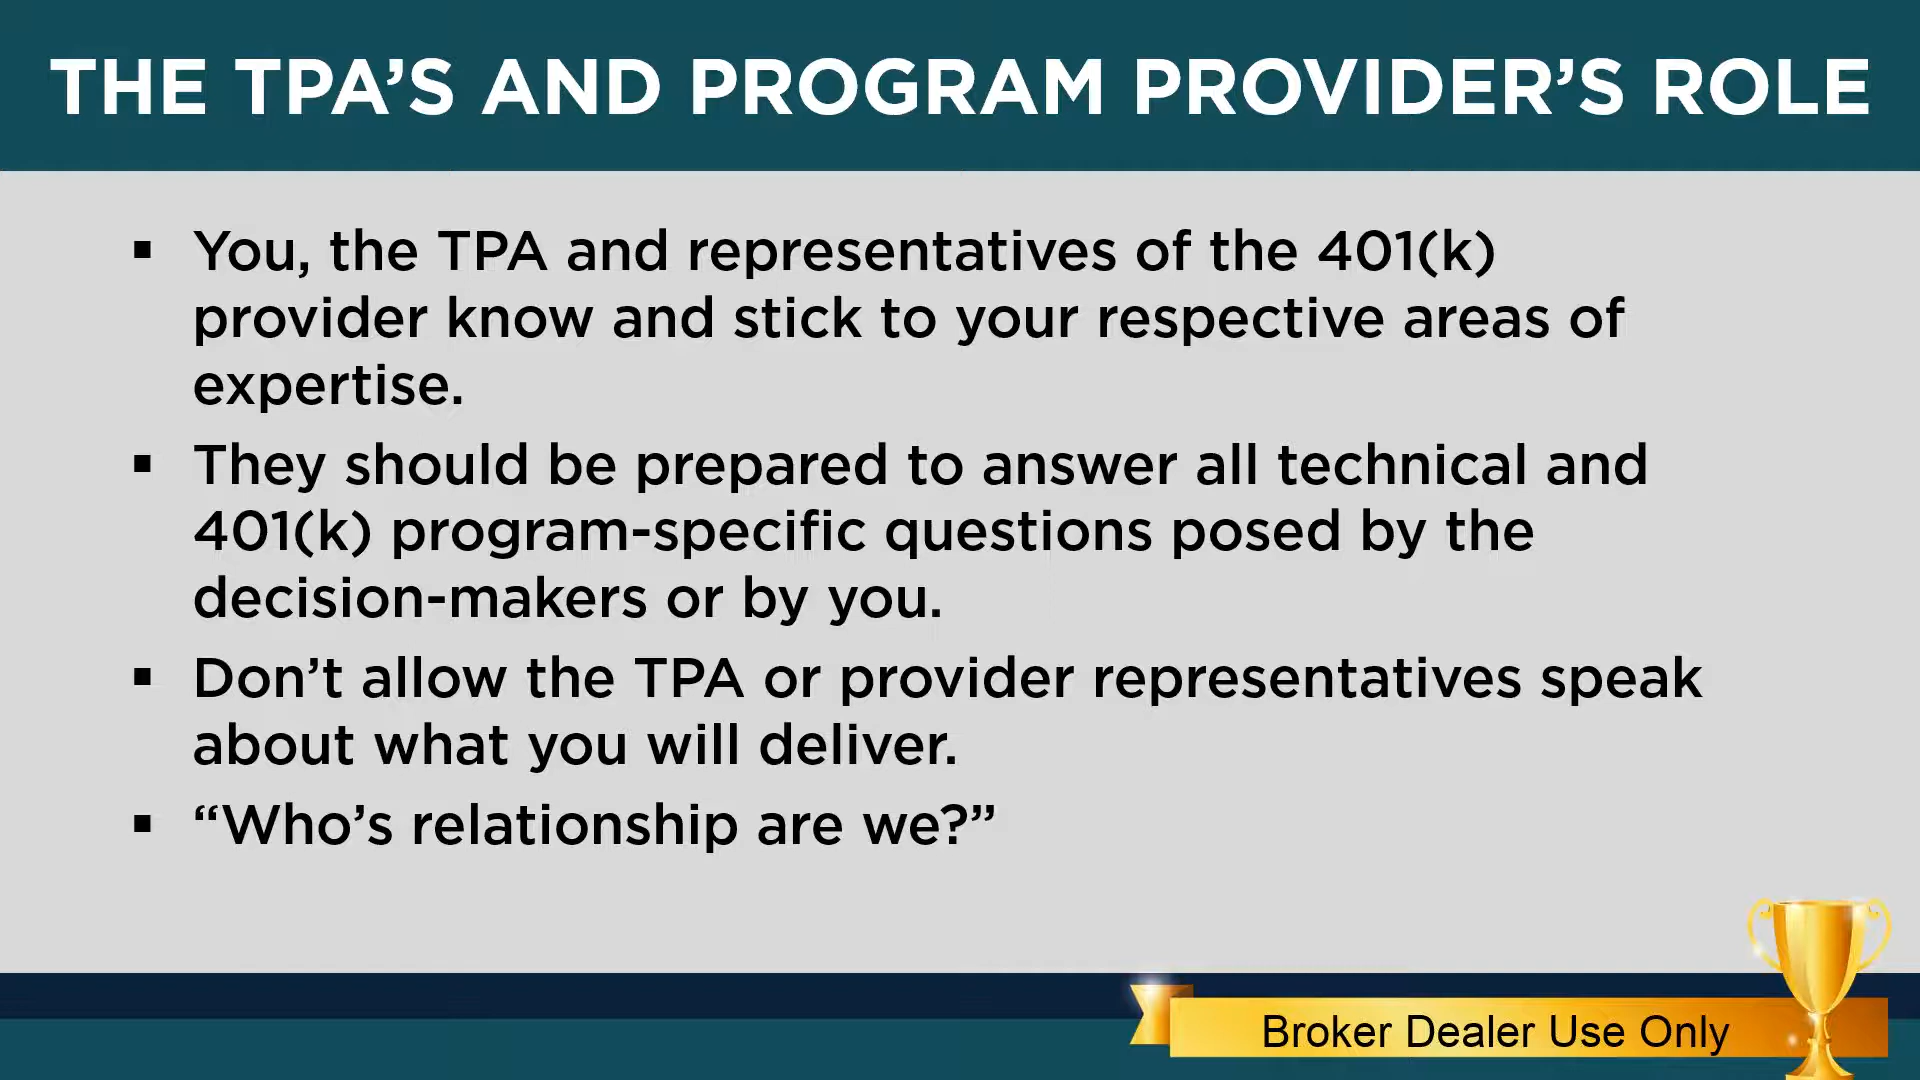 THE TPA’S AND PROGRAM PROVIDER’S ROLE
▪ You, the TPA and representatives of the 401(k)
provider know and stick to your respective areas of
expertise.
▪ They should be prepared to answer all technical and
401(k) program-specific questions posed by the
decision-makers or by you.
▪ Don’t allow the TPA or provider representatives speak
about what you will deliver.
▪ “Who’s relationship are we?”
Broker Dealer Use Only